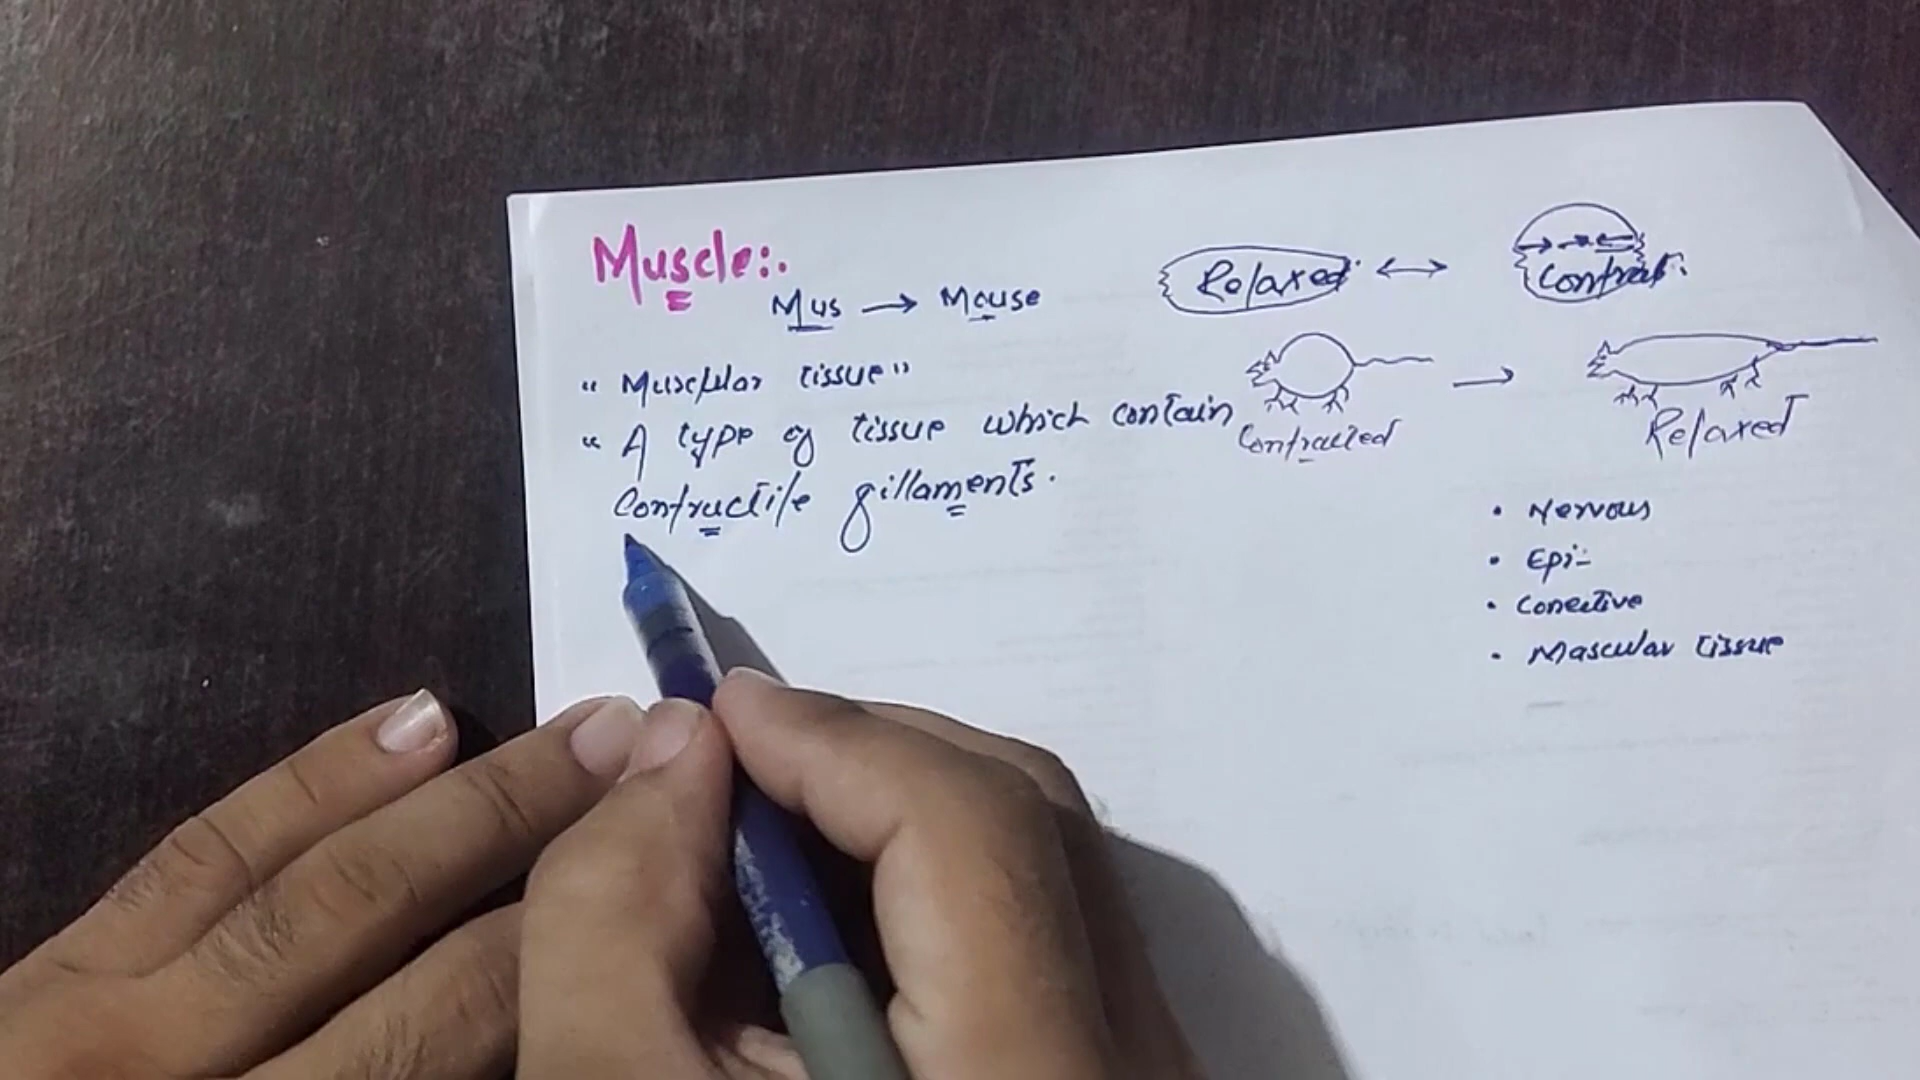 Muscle:.
Mus → Mouse
"Muscular tissue"
"A type of tissue which contain
Contractile fillaments.
Relaxed ↔ Contract.
Contracted → Relaxed
• Nervous
• Epi:-
• Conective
• Mascular tissue